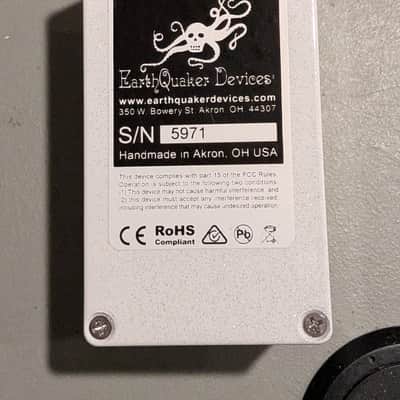 EarthQuaker Devices
www.earthquakerdevices.com
350 W. Bowery St. Akron, OH. 44307
S/N 5971
Handmade in Akron, OH USA
This device complies with part 15 of the FCC Rules.
Operation is subject to the following two conditions:
(1) This device may not cause harmful interference, and
(2) this device must accept any interference received
including interference that may cause undesired operation.
CE RoHS
Compliant
Pb